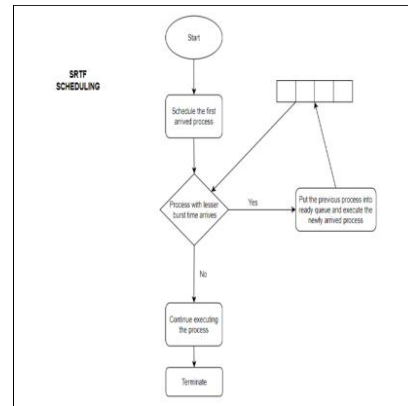 Start
SRTF
SCHEDULING
Schedule the first
arrived process
Process with lesser
burst time arrives
Yes
Put the previous process into
ready queue and execute the
newly arrived process
No
Continue executing
the process
Terminate